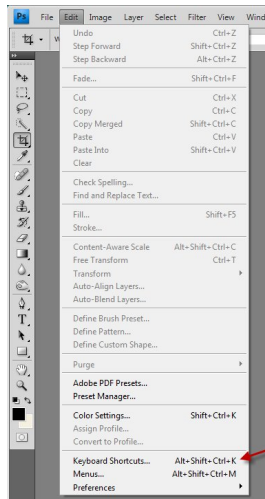 Ps File Edit Image Layer Select Filter View Wind
Undo Ctrl+Z
Step Forward Shift+Ctrl+Z
Step Backward Alt+Ctrl+Z
Fade... Shift+Ctrl+F
Cut Ctrl+X
Copy Ctrl+C
Copy Merged Shift+Ctrl+C
Paste Ctrl+V
Paste Into Shift+Ctrl+V
Clear
Check Spelling...
Find and Replace Text...
Fill... Shift+F5
Stroke...
Content-Aware Scale Alt+Shift+Ctrl+C
Free Transform Ctrl+T
Transform
Auto-Align Layers...
Auto-Blend Layers...
Define Brush Preset...
Define Pattern...
Define Custom Shape...
Purge
Adobe PDF Presets...
Preset Manager...
Color Settings... Shift+Ctrl+K
Assign Profile...
Convert to Profile...
Keyboard Shortcuts... Alt+Shift+Ctrl+K
Menus... Alt+Shift+Ctrl+M
Preferences